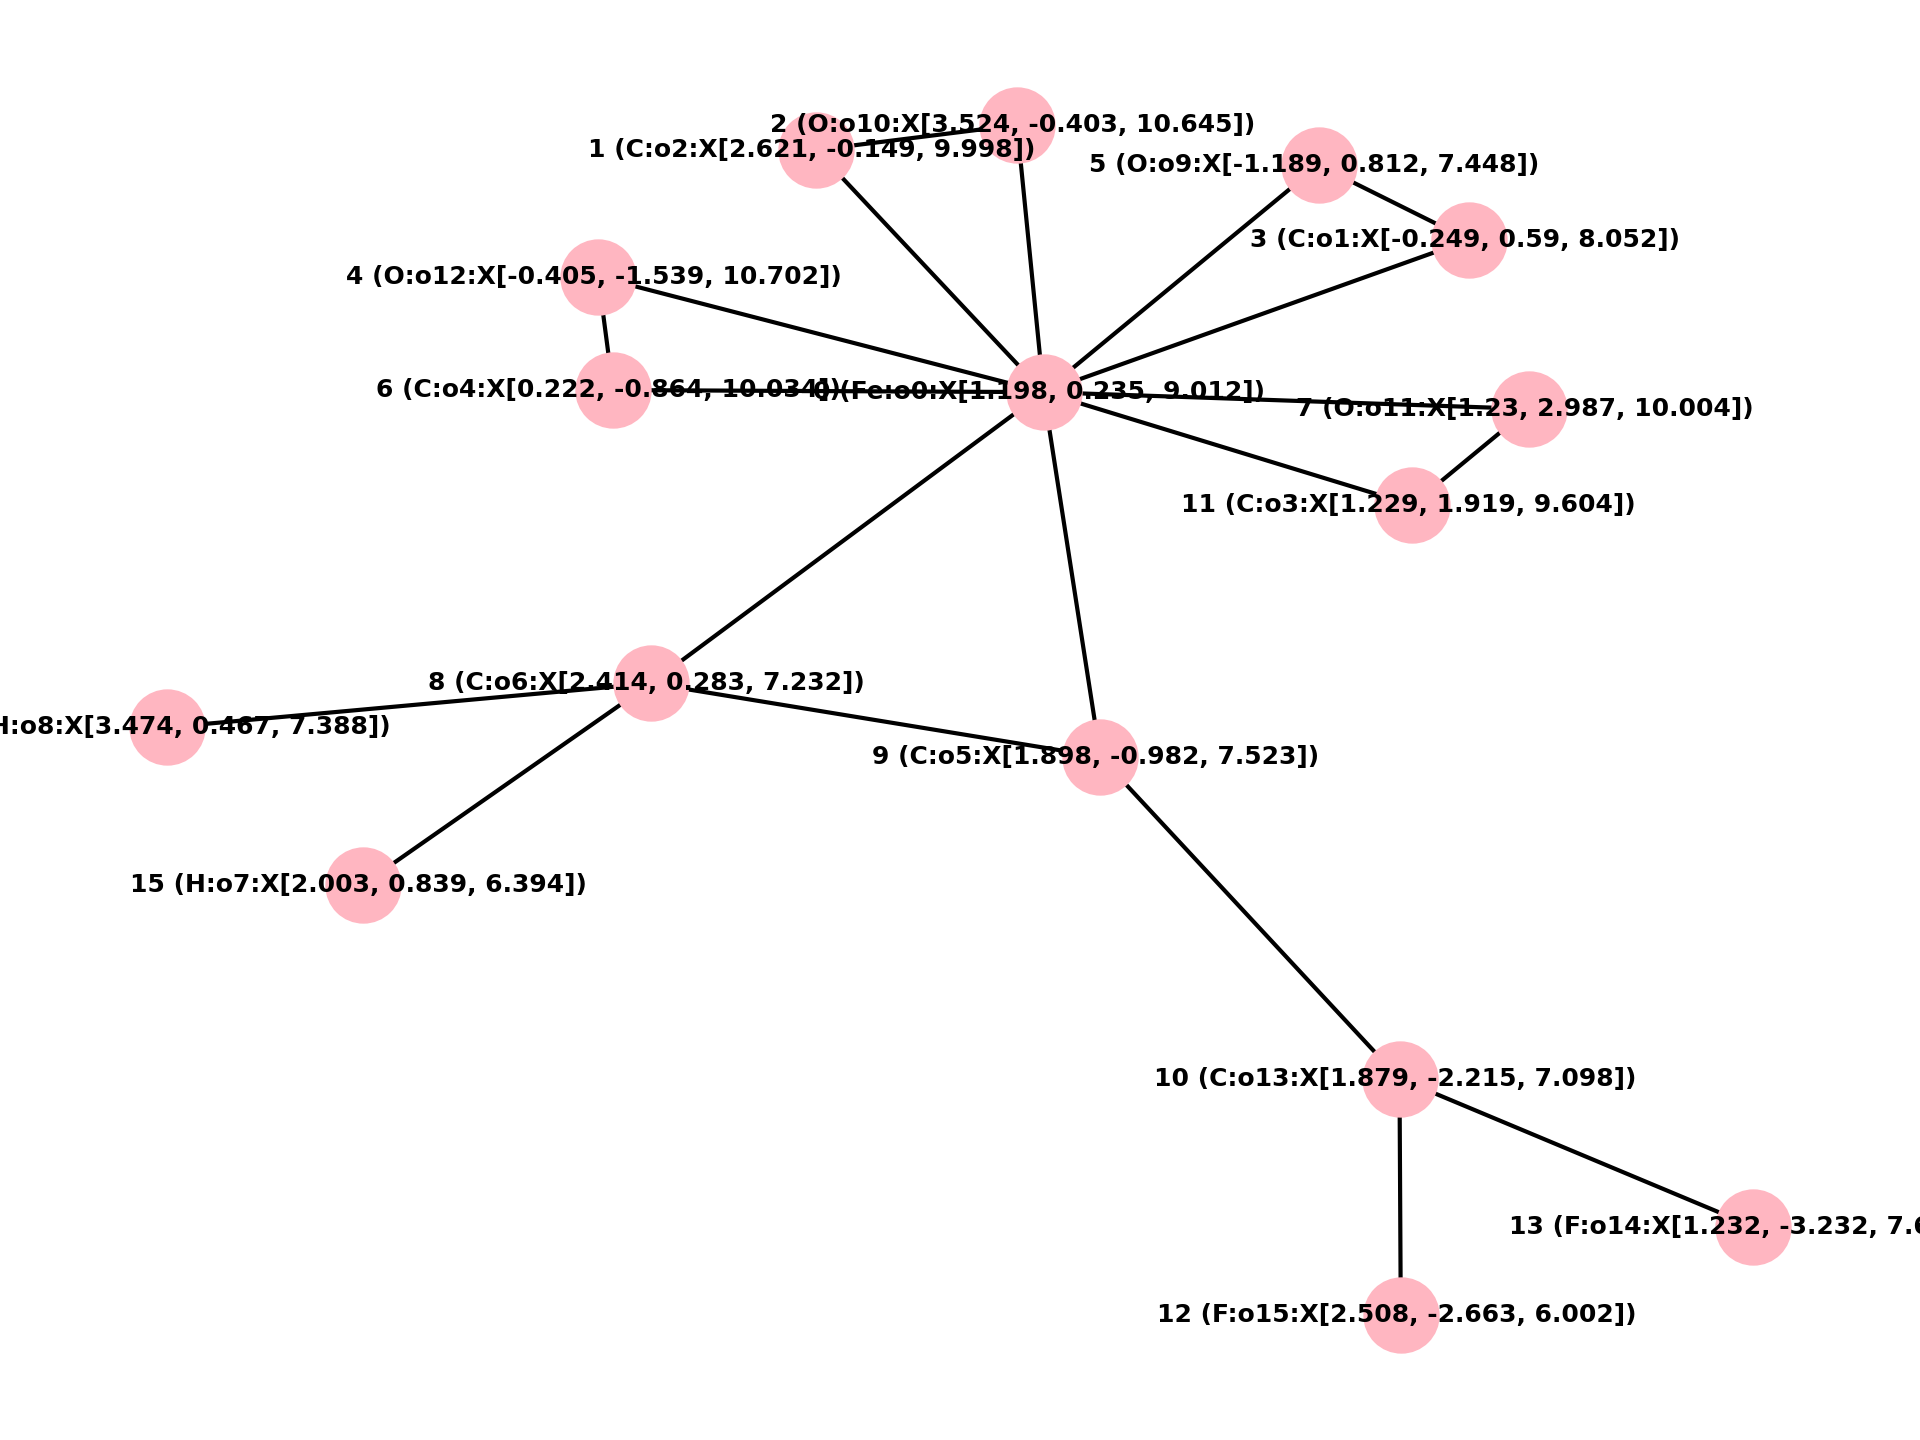 2 (O:o10:X[3.524, -0.403, 10.645])
1 (C:o2:X[2.621, -0.149, 9.998])
5 (O:o9:X[-1.189, 0.812, 7.448])
3 (C:o1:X[-0.249, 0.59, 8.052])
4 (O:o12:X[-0.405, -1.539, 10.702])
6 (C:o4:X[0.222, -0.864, 10.034])
0 (Fe:o0:X[1.198, 0.235, 9.012])
7 (O:o11:X[1.23, 2.987, 10.004])
11 (C:o3:X[1.229, 1.919, 9.604])
8 (C:o6:X[2.414, 0.283, 7.232])
H:o8:X[3.474, 0.467, 7.388])
9 (C:o5:X[1.898, -0.982, 7.523])
15 (H:o7:X[2.003, 0.839, 6.394])
10 (C:o13:X[1.879, -2.215, 7.098])
13 (F:o14:X[1.232, -3.232, 7.6
12 (F:o15:X[2.508, -2.663, 6.002])